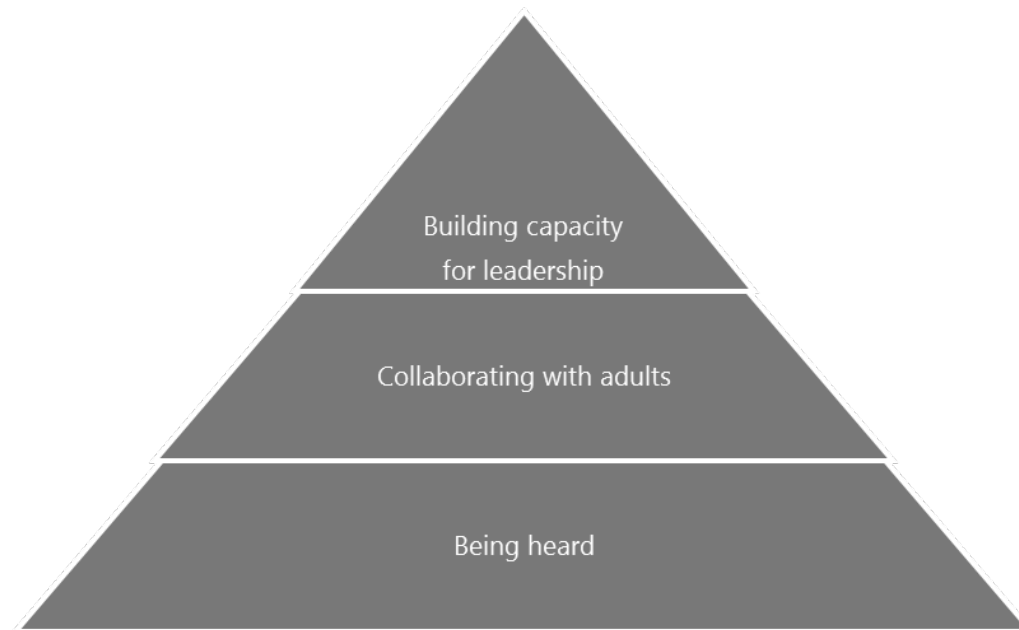 Building capacity
for leadership
Collaborating with adults
Being heard